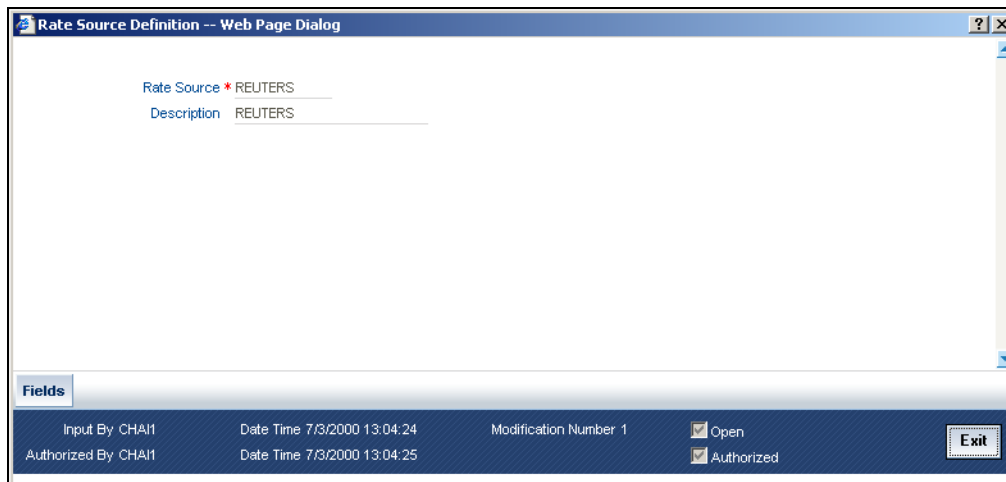 Rate Source Definition -- Web Page Dialog
Rate Source * REUTERS
Description REUTERS
Fields
Input By CHAI1 Date Time 7/3/2000 13:04:24 Modification Number 1 Open
Authorized By CHAI1 Date Time 7/3/2000 13:04:25 Authorized
Exit